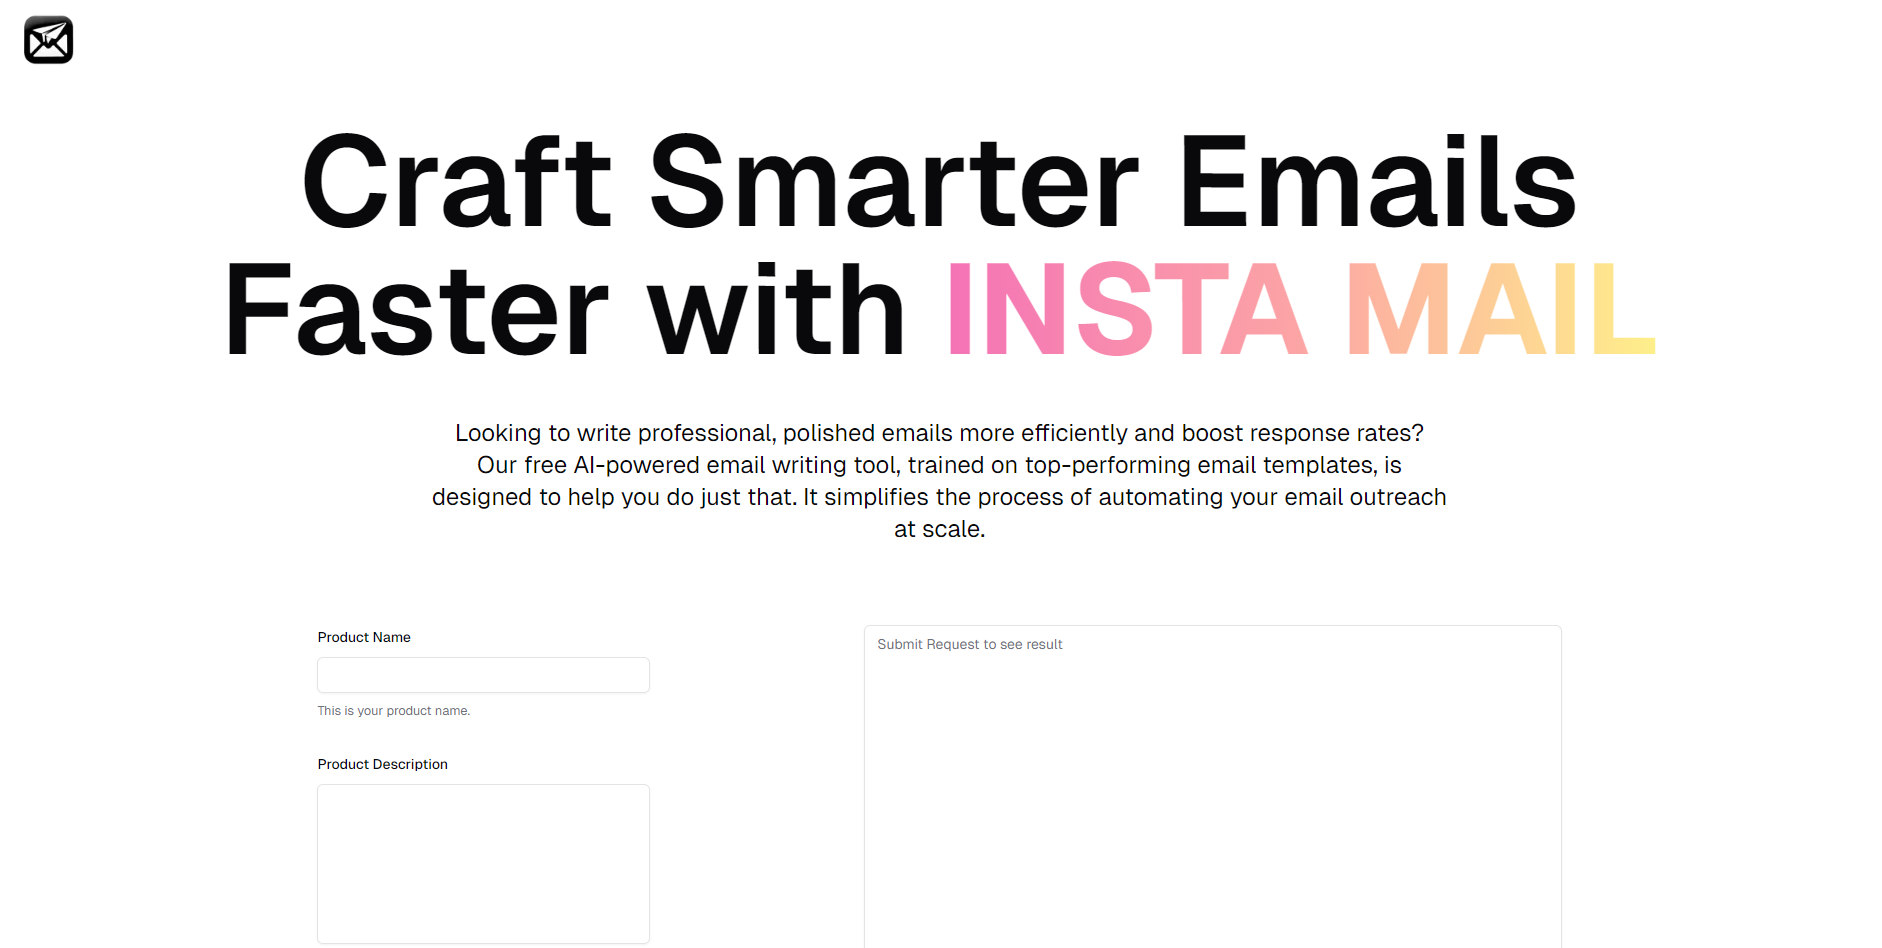 Craft Smarter Emails
Faster with INSTA MAIL
Looking to write professional, polished emails more efficiently and boost response rates?
Our free AI-powered email writing tool, trained on top-performing email templates, is
designed to help you do just that. It simplifies the process of automating your email outreach
at scale.
Product Name
This is your product name.
Product Description
Submit Request to see result